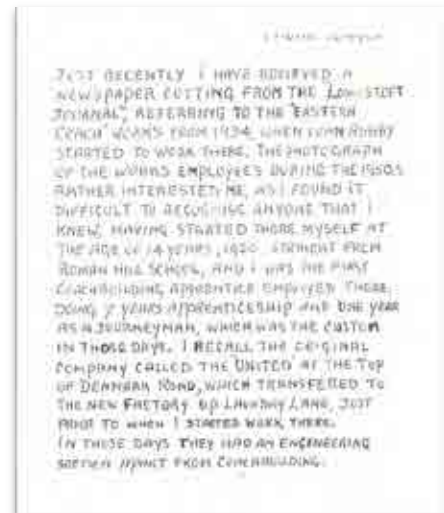 JUST RECENTLY I HAVE RECIEVED A
NEWSPAPER CUTTING FROM THE "LOWESTOFT
JOURNAL", REFERRING TO THE "EASTERN
COACH" WORKS FROM 1934, WHEN
STARTED TO WORK THERE. THE PHOTOGRAPH
OF THE WORKS EMPLOYEES DURING THE 1950.S
RATHER INTERESTED ME, AS I FOUND IT
DIFFICULT TO RECOGNISE ANYONE THAT I
KNEW, HAVING STARTED THERE MYSELF AT
THE AGE OF 14 YEARS, 1920. STRAIGHT FROM
ROMAN HILL SCHOOL, AND I WAS THE FIRST
COACHBUILDING APPRENTICE EMPLOYED THERE.
DOING 7 YEARS APPRENTICESHIP AND ONE YEAR
AS A JOURNEYMAN, WHICH WAS THE CUSTOM
IN THOSE DAYS. I RECALL THE ORIGINAL
COMPANY CALLED THE "UNITED" AT THE TOP
OF DENMARK ROAD, WHICH TRANSFERED TO
THE NEW FACTORY UP LAUNDRY LANE, JUST
PRIOR TO WHEN I STARTED WORK THERE.
IN THOSE DAYS THEY HAD AN ENGINEERING
SECTION APART FROM COACHBUILDING.